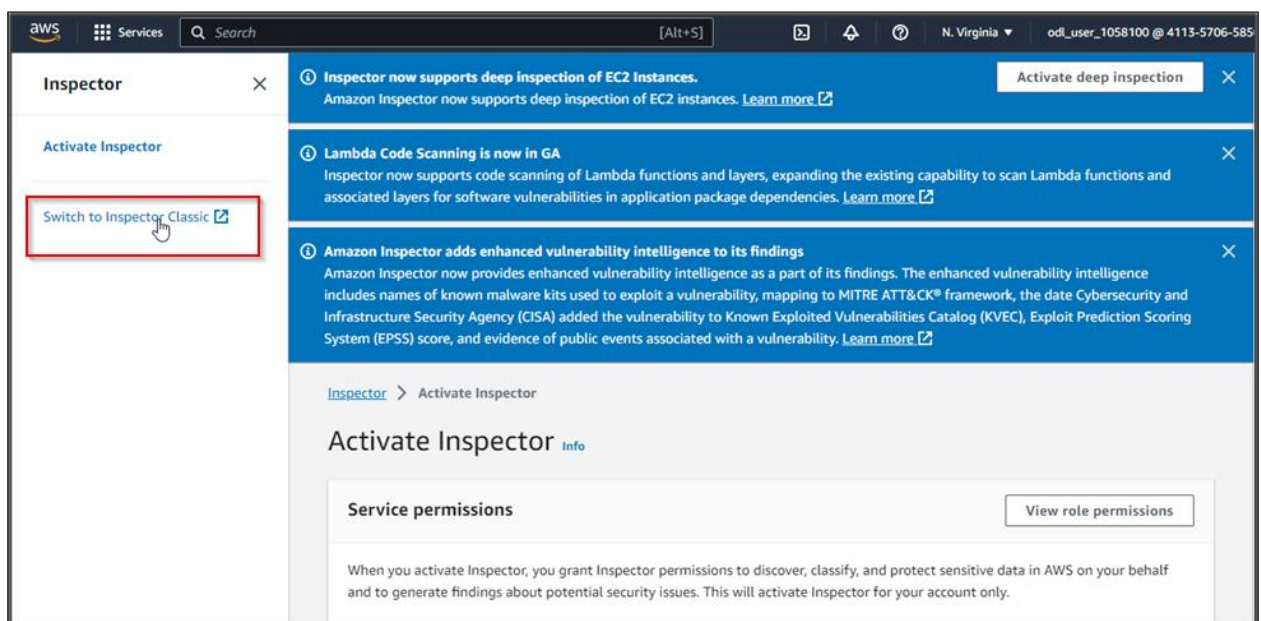 aws
Services
Search
[Alt+S]
N. Virginia
odl_user_1058100 @ 4113-5706-585
Inspector
Activate Inspector
Switch to Inspector Classic
Inspector now supports deep inspection of EC2 Instances.
Amazon Inspector now supports deep inspection of EC2 instances. Learn more
Activate deep inspection
Lambda Code Scanning is now in GA
Inspector now supports code scanning of Lambda functions and layers, expanding the existing capability to scan Lambda functions and
associated layers for software vulnerabilities in application package dependencies. Learn more
Amazon Inspector adds enhanced vulnerability intelligence to its findings
Amazon Inspector now provides enhanced vulnerability intelligence as a part of its findings. The enhanced vulnerability intelligence
includes names of known malware kits used to exploit a vulnerability, mapping to MITRE ATT&CK® framework, the date Cybersecurity and
Infrastructure Security Agency (CISA) added the vulnerability to Known Exploited Vulnerabilities Catalog (KVEC), Exploit Prediction Scoring
System (EPSS) score, and evidence of public events associated with a vulnerability. Learn more
Inspector > Activate Inspector
Activate Inspector Info
Service permissions
View role permissions
When you activate Inspector, you grant Inspector permissions to discover, classify, and protect sensitive data in AWS on your behalf
and to generate findings about potential security issues. This will activate Inspector for your account only.